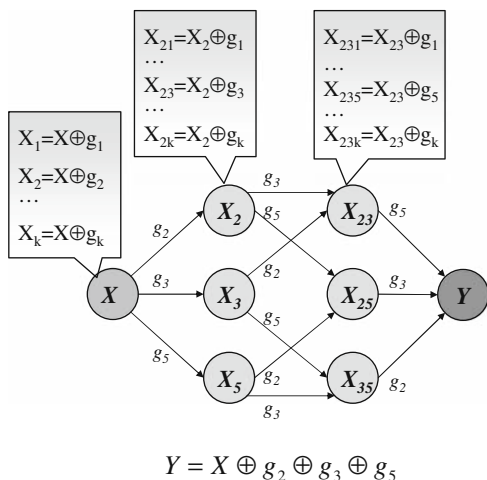 X₂₁=X₂⊕g₁
…
X₂₃=X₂⊕g₃
…
X₂ₖ=X₂⊕gₖ
X₂₃₁=X₂₃⊕g₁
…
X₂₃₅=X₂₃⊕g₅
…
X₂₃ₖ=X₂₃⊕gₖ
X₁=X⊕g₁
X₂=X⊕g₂
…
Xₖ=X⊕gₖ
g₃
X₂
X₂₃
g₂
g₅
g₅
X
g₃
X₃
g₂
X₂₅
g₃
Y
g₅
g₅
X₅
g₂
g₃
X₃₅
g₂
Y = X ⊕ g₂ ⊕ g₃ ⊕ g₅